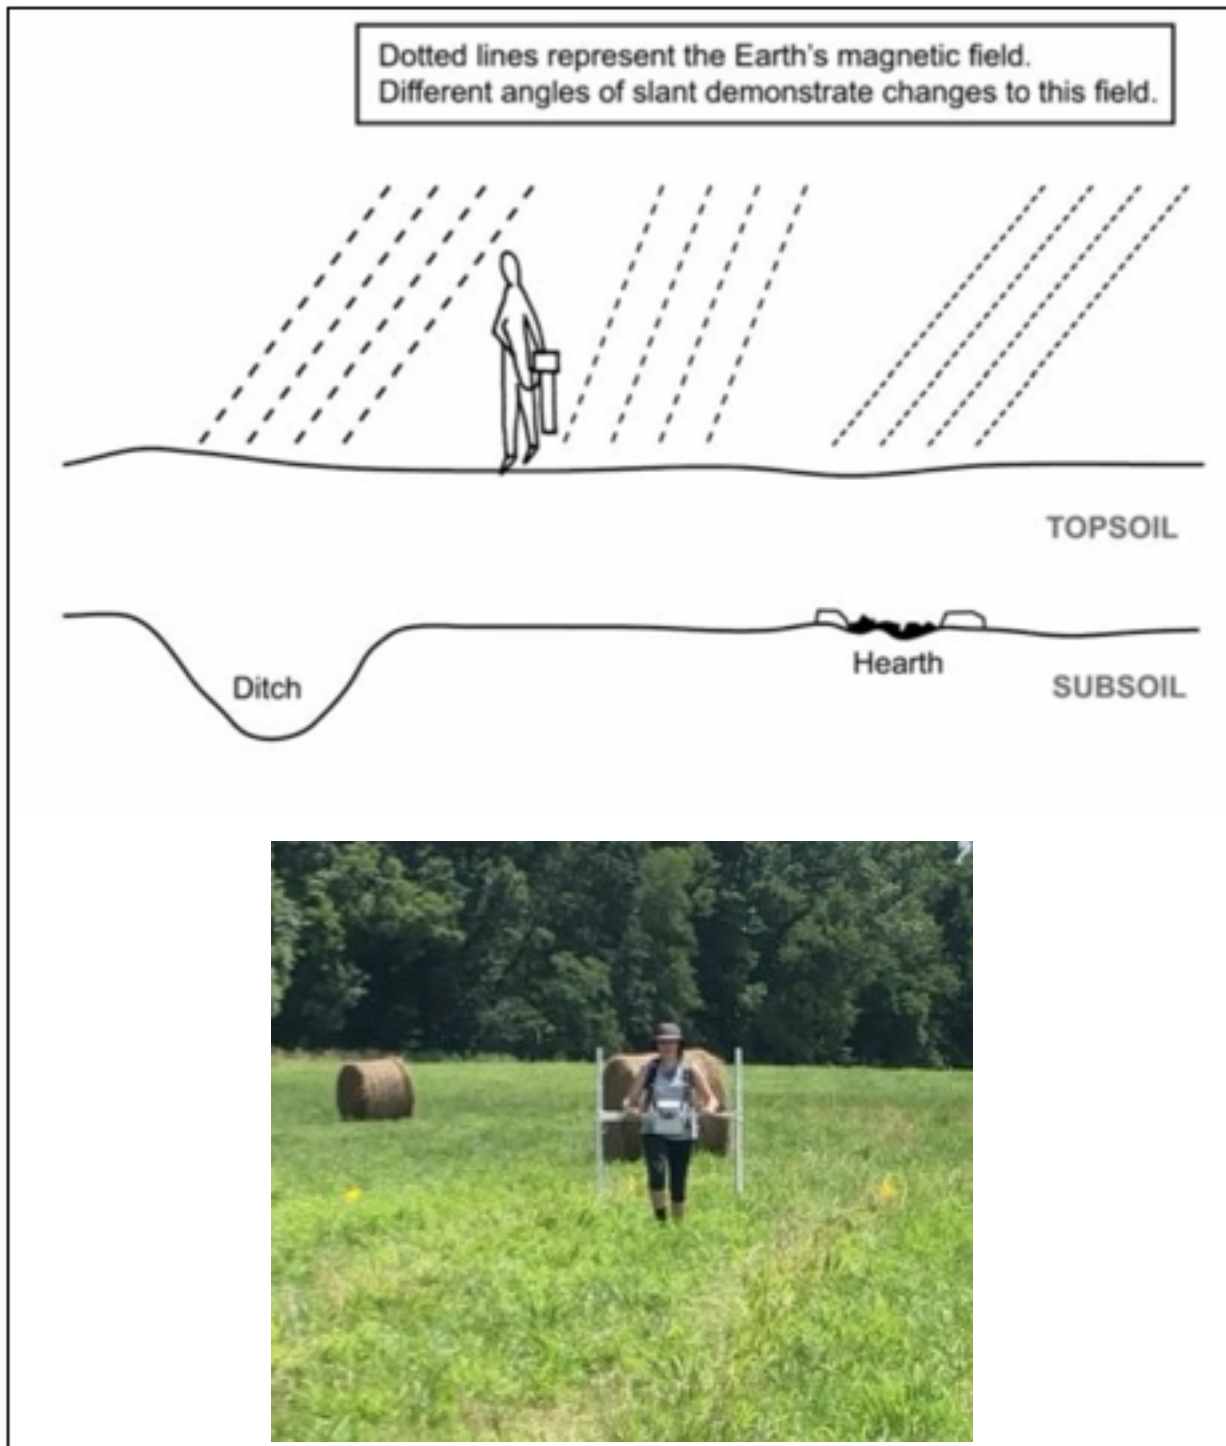 Dotted lines represent the Earth's magnetic field.
Different angles of slant demonstrate changes to this field.
TOPSOIL
Ditch
Hearth
SUBSOIL